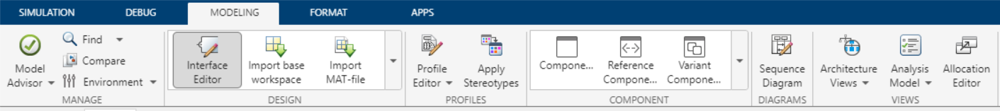 SIMULATION DEBUG MODELING FORMAT APPS
Model
Advisor
Find
Compare
Environment
MANAGE
Interface
Editor
Import base
workspace
Import
MAT-file
DESIGN
Profile
Editor
Apply
Stereotypes
PROFILES
Compone...
Reference
Compone...
Variant
Compone...
COMPONENT
Sequence
Diagram
DIAGRAMS
Architecture
Views
Analysis
Model
Allocation
Editor
VIEWS